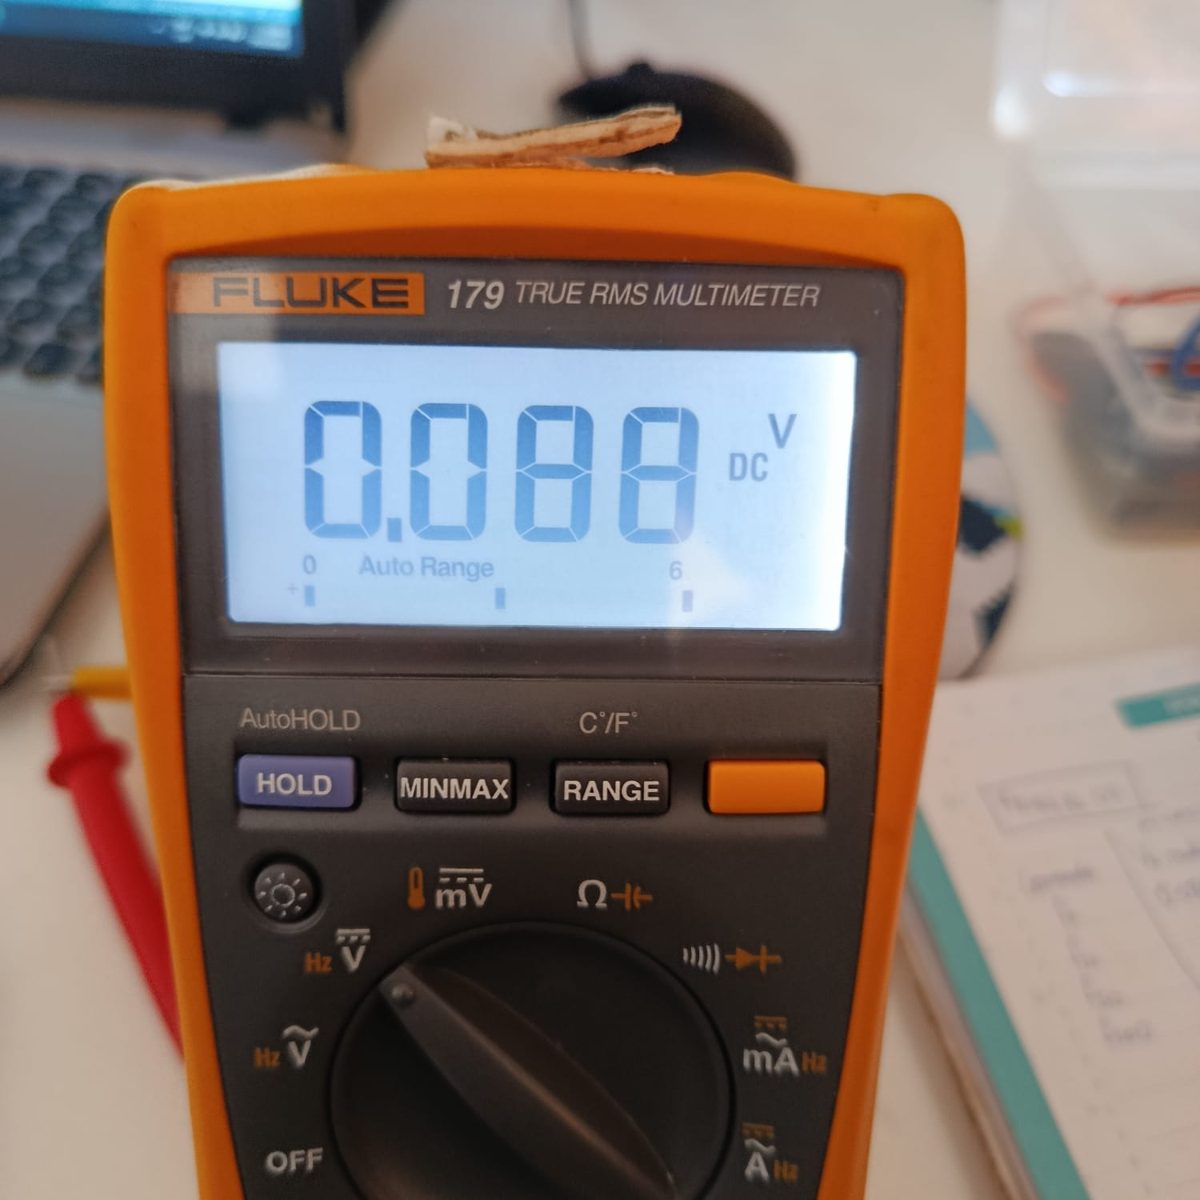 FLUKE 179 TRUE RMS MULTIMETER
0.088 V
DC
0 Auto Range 6
+
AutoHOLD C°/F°
HOLD MINMAX RANGE
mV Ω
Hz V
Hz V
mA Hz
OFF A Hz